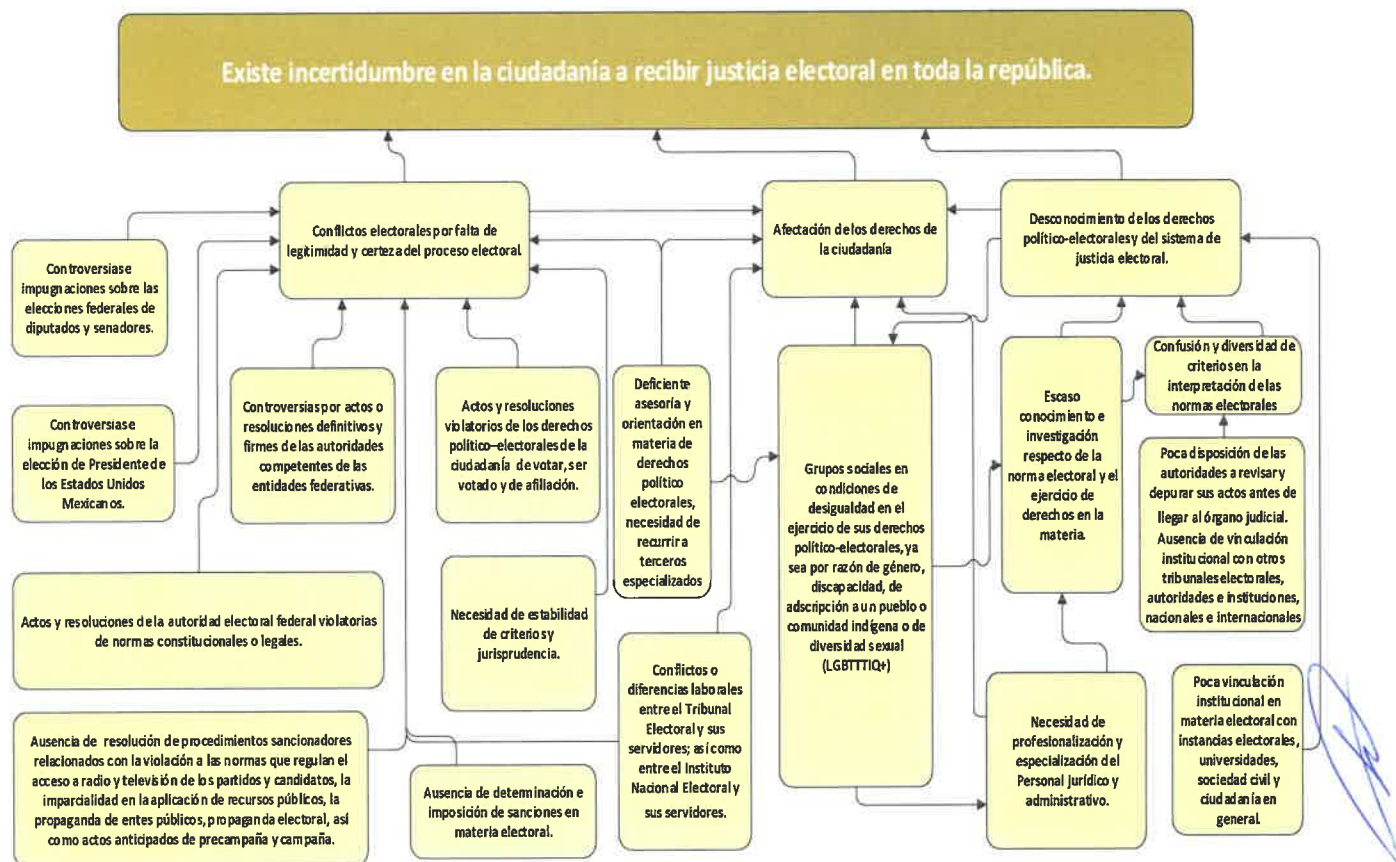 Existe incertidumbre en la ciudadanía a recibir justicia electoral en toda la república.
Conflictos electorales por falta de
legitimidad y certeza del proceso electoral.
Afectación de los derechos de
la ciudadanía
Desconocimiento de los derechos
político-electorales y del sistema de
justicia electoral.
Controversias e
impugnaciones sobre las
elecciones federales de
diputados y senadores.
Controversias e
impugnaciones sobre la
elección de Presidente de
los Estados Unidos
Mexicanos.
Controversias por actos o
resoluciones definitivos y
firmes de las autoridades
competentes de las
entidades federativas.
Actos y resoluciones
violatorios de los derechos
político–electorales de la
ciudadanía de votar, ser
votado y de afiliación.
Deficiente
asesoría y
orientación en
materia de
derechos
político
electorales,
necesidad de
recurrir a
terceros
especializados
Grupos sociales en
condiciones de
desigualdad en el
ejercicio de sus derechos
político-electorales, ya
sea por razón de género,
discapacidad, de
adscripción a un pueblo o
comunidad indígena o de
diversidad sexual
(LGBTTTIQ+)
Escaso
conocimiento e
investigación
respecto de la
norma electoral y el
ejercicio de
derechos en la
materia.
Confusión y diversidad de
criterios en la
interpretación de las
normas electorales
Poca disposición de las
autoridades a revisar y
depurar sus actos antes de
llegar al órgano judicial.
Ausencia de vinculación
institucional con otros
tribunales electorales,
autoridades e instituciones,
nacionales e internacionales
Actos y resoluciones de la autoridad electoral federal violatorias
de normas constitucionales o legales.
Necesidad de estabilidad
de criterios y
jurisprudencia.
Conflictos o
diferencias laborales
entre el Tribunal
Electoral y sus
servidores; así como
entre el Instituto
Nacional Electoral y
sus servidores.
Necesidad de
profesionalización y
especialización del
Personal jurídico y
administrativo.
Poca vinculación
institucional en
materia electoral con
instancias electorales,
universidades,
sociedad civil y
ciudadanía en
general.
Ausencia de resolución de procedimientos sancionadores
relacionados con la violación a las normas que regulan el
acceso a radio y televisión de los partidos y candidatos, la
imparcialidad en la aplicación de recursos públicos, la
propaganda de entes públicos, propaganda electoral, así
como actos anticipados de precampaña y campaña.
Ausencia de determinación e
imposición de sanciones en
materia electoral.